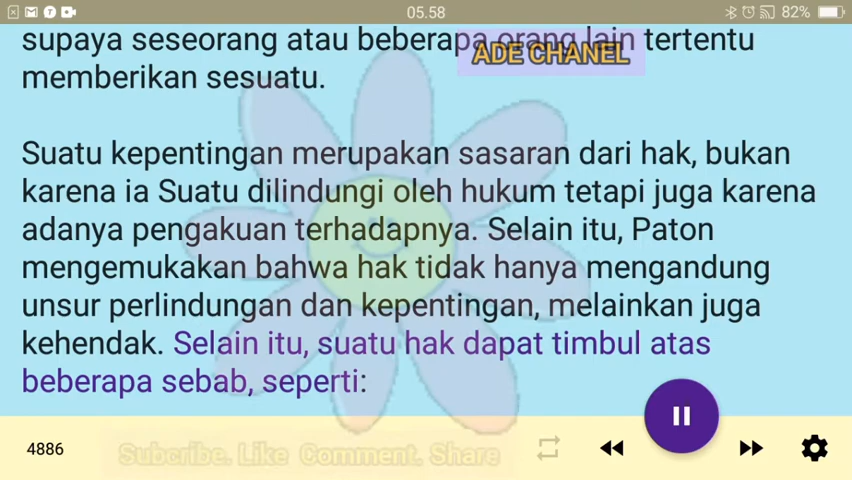 05.58
82%
supaya seseorang atau beberapa orang lain tertentu
ADE CHANEL
memberikan sesuatu.
Suatu kepentingan merupakan sasaran dari hak, bukan
karena ia Suatu dilindungi oleh hukum tetapi juga karena
adanya pengakuan terhadapnya. Selain itu, Paton
mengemukakan bahwa hak tidak hanya mengandung
unsur perlindungan dan kepentingan, melainkan juga
kehendak. Selain itu, suatu hak dapat timbul atas
beberapa sebab, seperti:
4886
Subcribe. Like Comment. Share